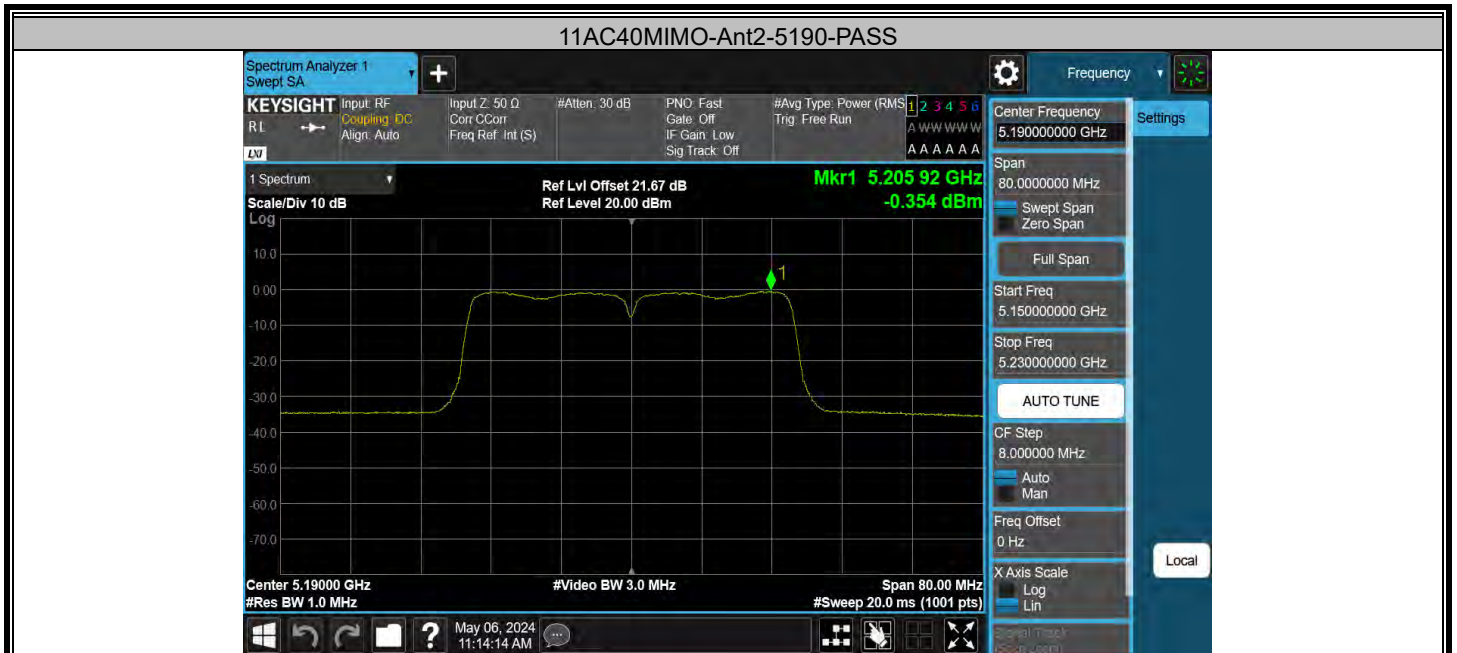 11AC40MIMO-Ant2-5190-PASS
Spectrum Analyzer 1
Swept SA
+
Frequency
KEYSIGHT
RL
LXI
Input: RF
Coupling: DC
Align: Auto
Input Z: 50 Ω
Corr CCorr
Freq Ref: Int (S)
#Atten: 30 dB
PNO: Fast
Gate: Off
IF Gain: Low
Sig Track: Off
#Avg Type: Power (RMS
Trig: Free Run
1 2 3 4 5 6
A W W W W W
A A A A A A
Settings
1 Spectrum
Scale/Div 10 dB
Log
Ref Lvl Offset 21.67 dB
Ref Level 20.00 dBm
Mkr1 5.205 92 GHz
-0.354 dBm
10.0
0.00
-10.0
-20.0
-30.0
-40.0
-50.0
-60.0
-70.0
1
Center 5.19000 GHz
#Res BW 1.0 MHz
#Video BW 3.0 MHz
Span 80.00 MHz
#Sweep 20.0 ms (1001 pts)
Center Frequency
5.190000000 GHz
Span
80.0000000 MHz
Swept Span
Zero Span
Full Span
Start Freq
5.150000000 GHz
Stop Freq
5.230000000 GHz
AUTO TUNE
CF Step
8.000000 MHz
Auto
Man
Freq Offset
0 Hz
X Axis Scale
Log
Lin
Signal Track
Local
?
May 06, 2024
11:14:14 AM